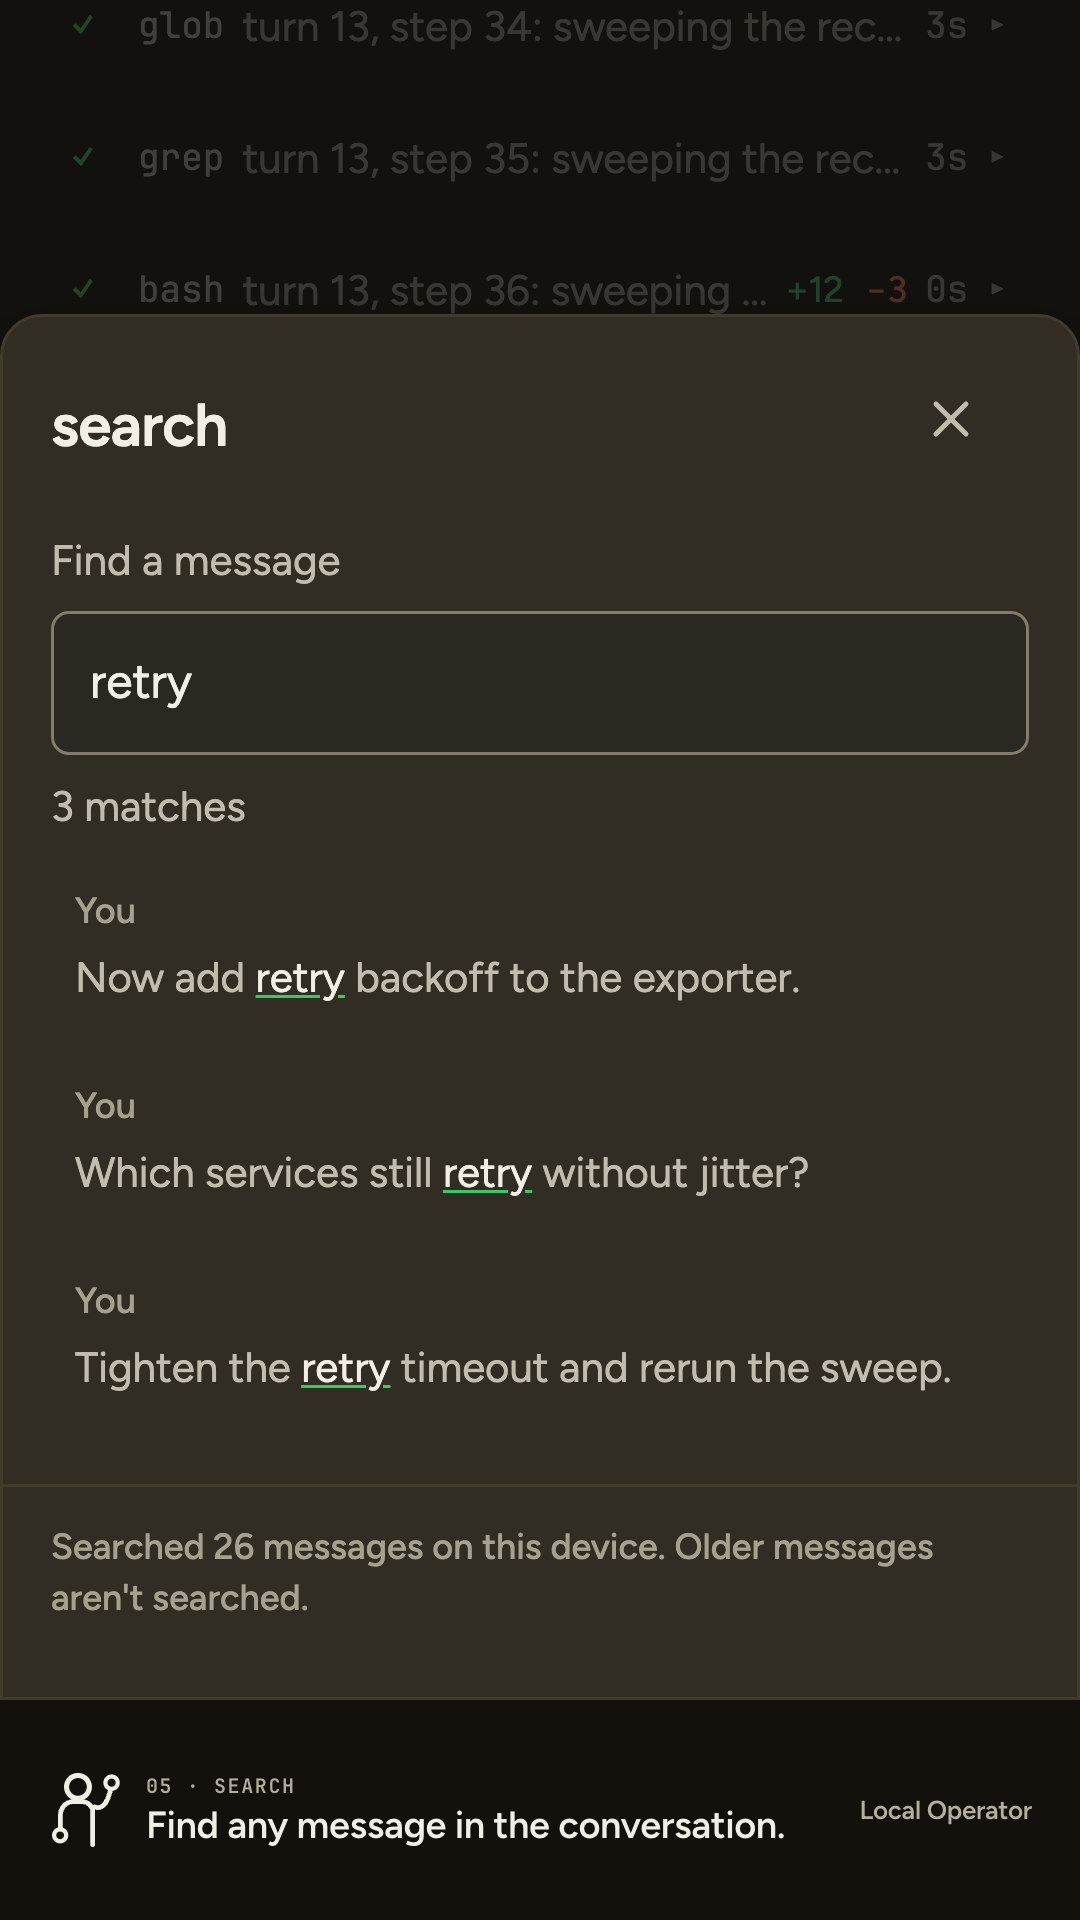 glob turn 13, step 34: sweeping the rec... 3s
grep turn 13, step 35: sweeping the rec... 3s
bash turn 13, step 36: sweeping ... +12 −3 0s
search
Find a message
retry
3 matches
You
Now add retry backoff to the exporter.
You
Which services still retry without jitter?
You
Tighten the retry timeout and rerun the sweep.
Searched 26 messages on this device. Older messages
aren't searched.
05 · SEARCH
Find any message in the conversation.
Local Operator